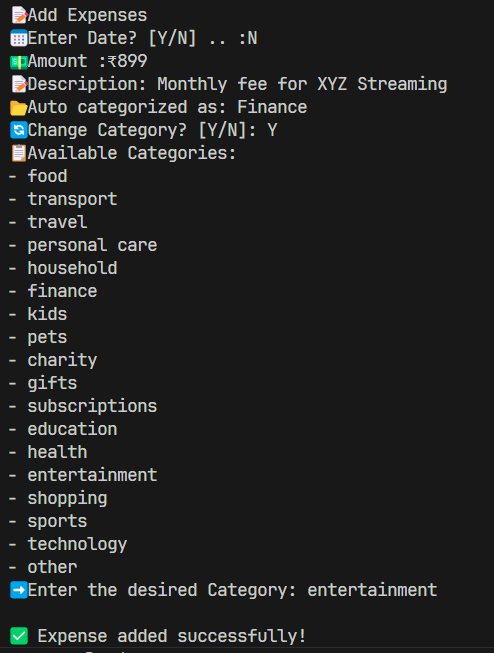 📝Add Expenses
📅Enter Date? [Y/N] .. :N
💵Amount :₹899
📝Description: Monthly fee for XYZ Streaming
📂Auto categorized as: Finance
🔄Change Category? [Y/N]: Y
📋Available Categories:
- food
- transport
- travel
- personal care
- household
- finance
- kids
- pets
- charity
- gifts
- subscriptions
- education
- health
- entertainment
- shopping
- sports
- technology
- other
➡️Enter the desired Category: entertainment
✅ Expense added successfully!